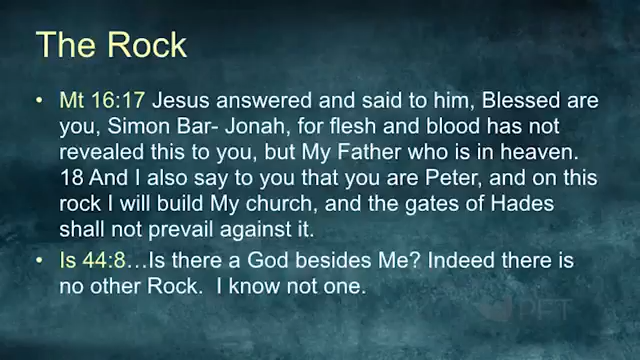 The Rock
• Mt 16:17 Jesus answered and said to him, Blessed are
you, Simon Bar- Jonah, for flesh and blood has not
revealed this to you, but My Father who is in heaven.
18 And I also say to you that you are Peter, and on this
rock I will build My church, and the gates of Hades
shall not prevail against it.
• Is 44:8…Is there a God besides Me? Indeed there is
no other Rock.  I know not one.
PFT